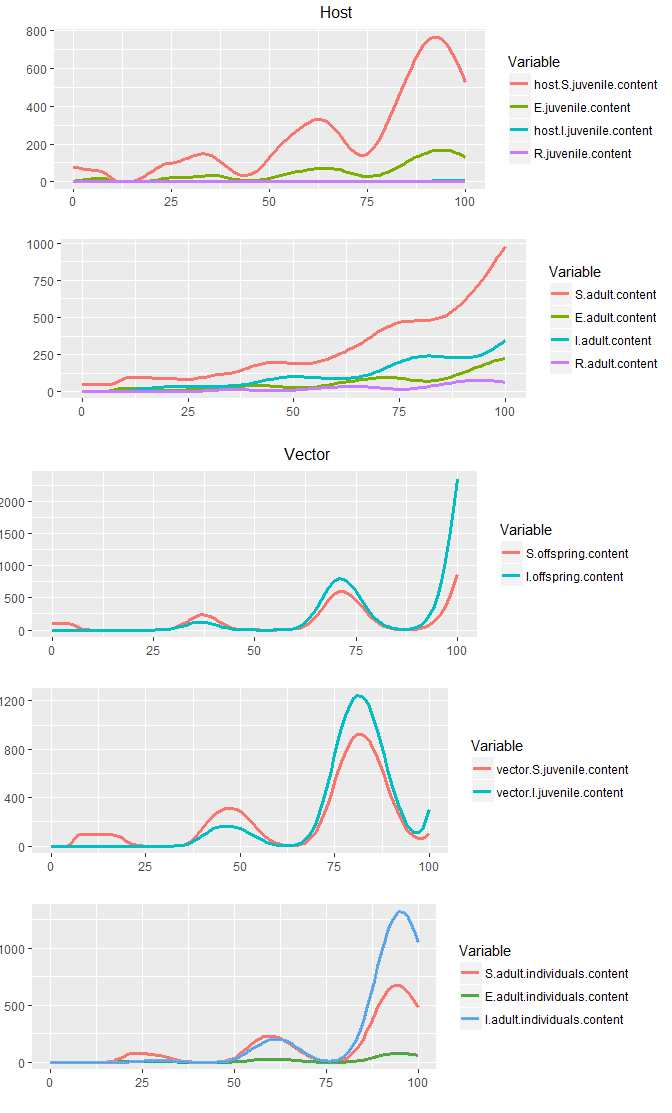 Host
800
600
400
200
0
0 25 50 75 100
Variable
host.S.juvenile.content
E.juvenile.content
host.I.juvenile.content
R.juvenile.content
1000
750
500
250
0
0 25 50 75 100
Variable
S.adult.content
E.adult.content
I.adult.content
R.adult.content
Vector
2000
1500
1000
500
0
0 25 50 75 100
Variable
S.offspring.content
I.offspring.content
1200
800
400
0
0 25 50 75 100
Variable
vector.S.juvenile.content
vector.I.juvenile.content
1000
500
0
0 25 50 75 100
Variable
S.adult.individuals.content
E.adult.individuals.content
I.adult.individuals.content